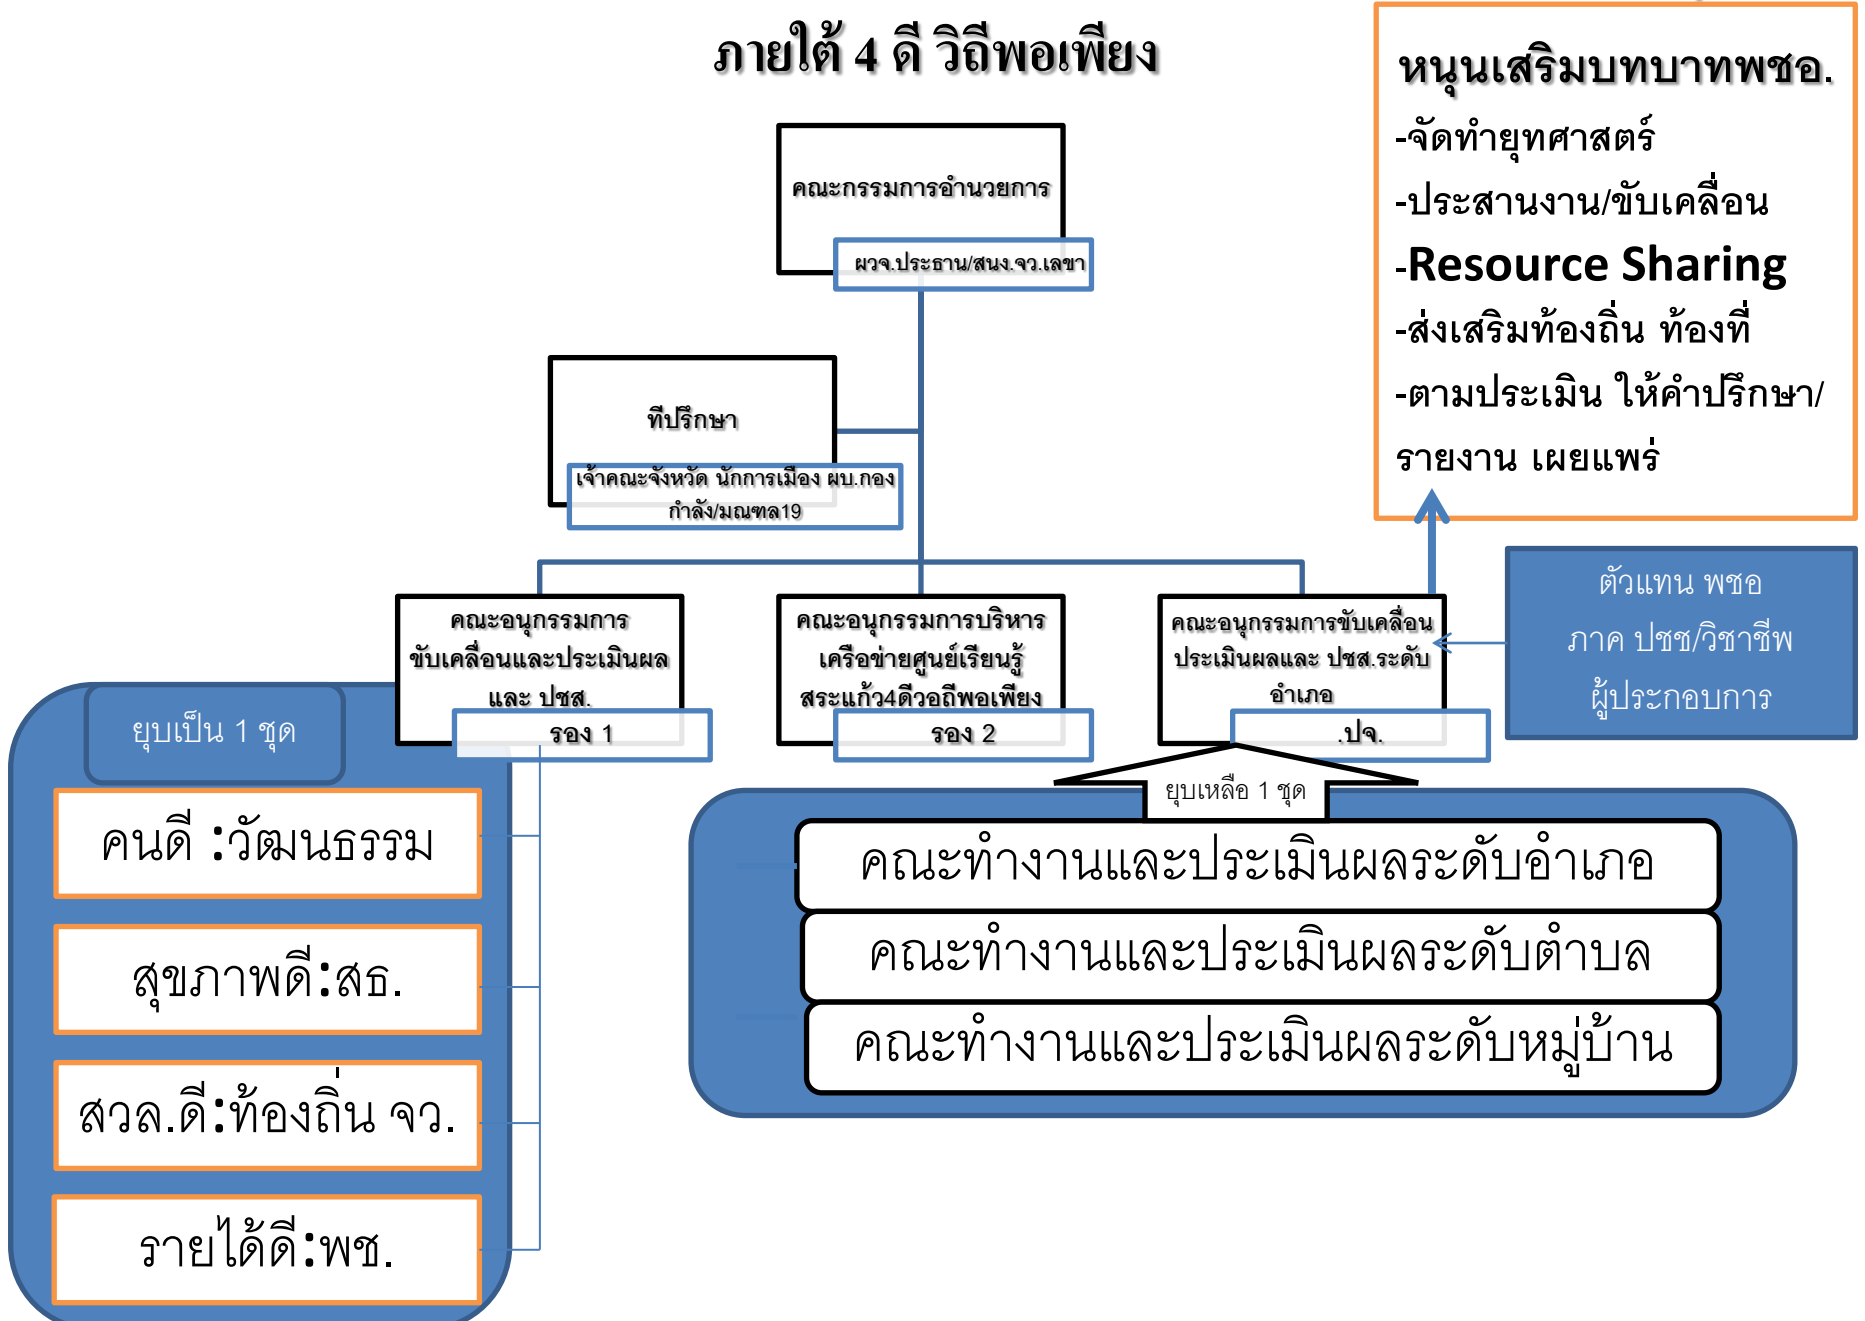 ภายใต้ 4 ดี วิถีพอเพียง
หนุนเสริมบทบาทพชอ.
-จัดทำยุทศาสตร์
-ประสานงาน/ขับเคลื่อน
-Resource Sharing
-ส่งเสริมท้องถิ่น ท้องที่
-ตามประเมิน ให้คำปรึกษา/
รายงาน เผยแพร่
คณะกรรมการอำนวยการ
ผวจ.ประธาน/สนง.จว.เลขา
ที่ปรึกษา
เจ้าคณะจังหวัด นักการเมือง ผบ.กอง
กำลัง/มณฑล19
คณะอนุกรรมการ
ขับเคลื่อนและประเมินผล
และ ปชส.
รอง 1
คณะอนุกรรมการบริหาร
เครือข่ายศูนย์เรียนรู้
สระแก้ว4ดีวอถีพอเพียง
รอง 2
คณะอนุกรรมการขับเคลื่อน
ประเมินผลและ ปชส.ระดับ
อำเภอ
.ปจ.
ตัวแทน พชอ
ภาค ปชช/วิชาชีพ
ผู้ประกอบการ
ยุบเป็น 1 ชุด
คนดี :วัฒนธรรม
สุขภาพดี:สธ.
สวล.ดี:ท้องถิ่น จว.
รายได้ดี:พช.
ยุบเหลือ 1 ชุด
คณะทำงานและประเมินผลระดับอำเภอ
คณะทำงานและประเมินผลระดับตำบล
คณะทำงานและประเมินผลระดับหมู่บ้าน